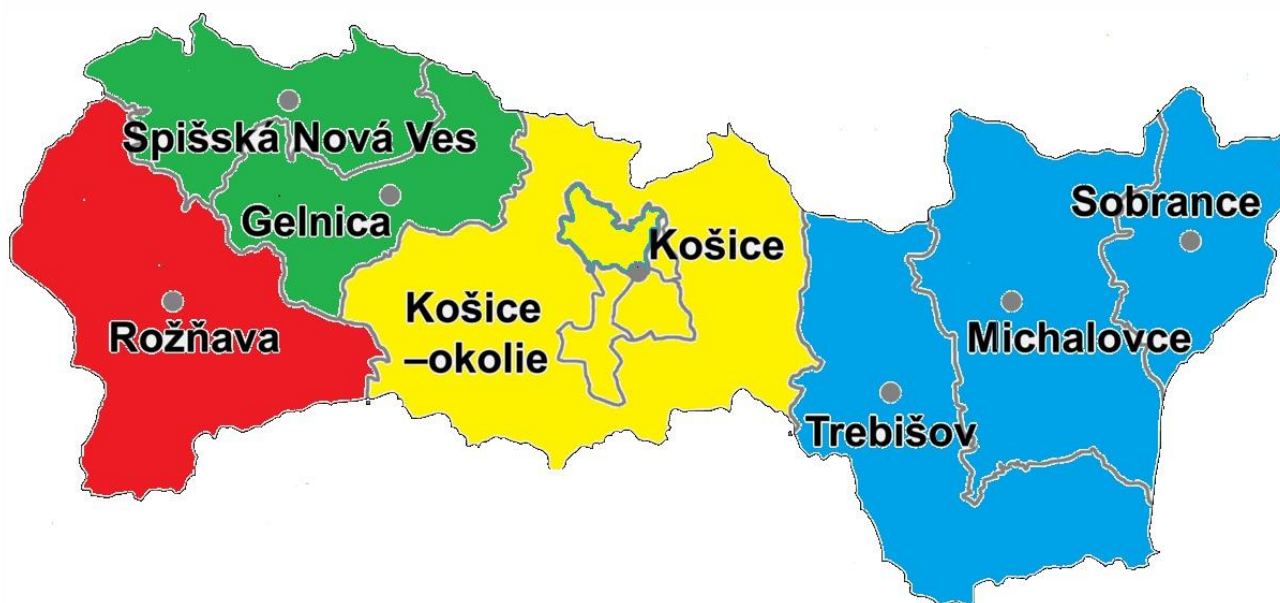 Spišská Nová Ves
Gelnica
Rožňava
Košice
Košice
–okolie
Sobrance
Michalovce
Trebišov